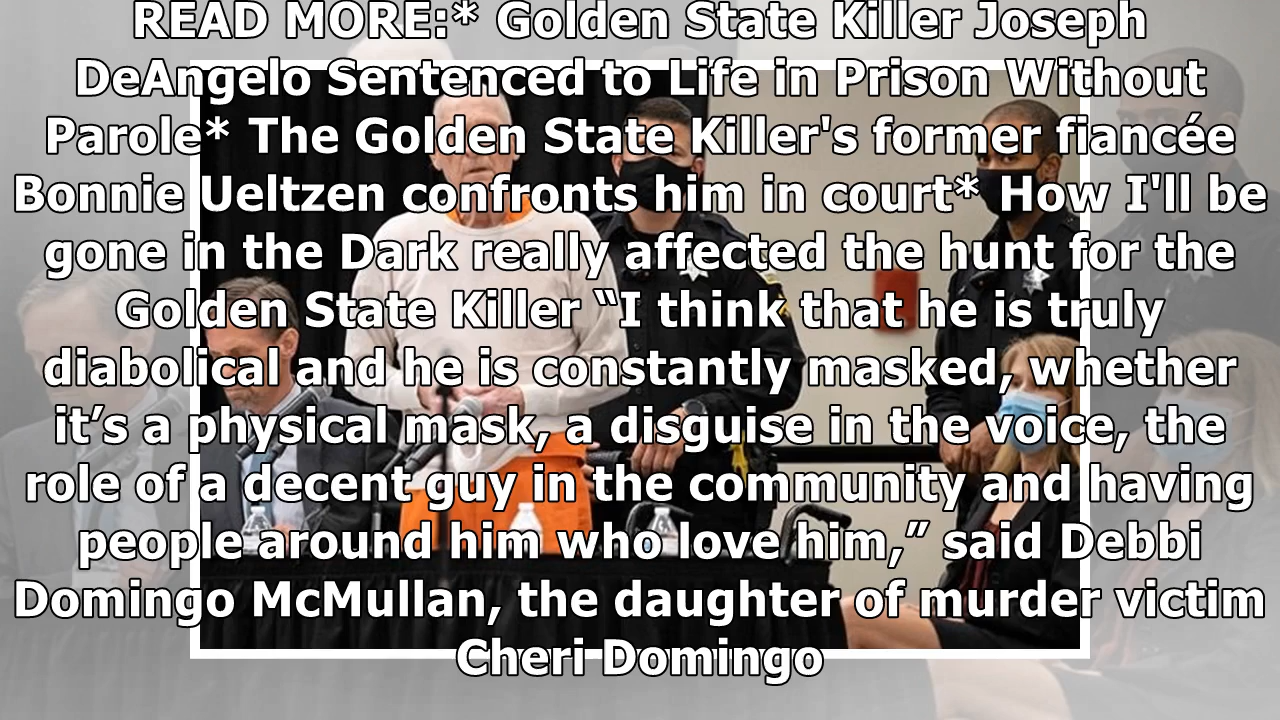 READ MORE:* Golden State Killer Joseph
DeAngelo Sentenced to Life in Prison Without
Parole* The Golden State Killer's former fiancée
Bonnie Ueltzen confronts him in court* How I'll be
gone in the Dark really affected the hunt for the
Golden State Killer “I think that he is truly
diabolical and he is constantly masked, whether
it’s a physical mask, a disguise in the voice, the
role of a decent guy in the community and having
people around him who love him,” said Debbi
Domingo McMullan, the daughter of murder victim
Cheri Domingo